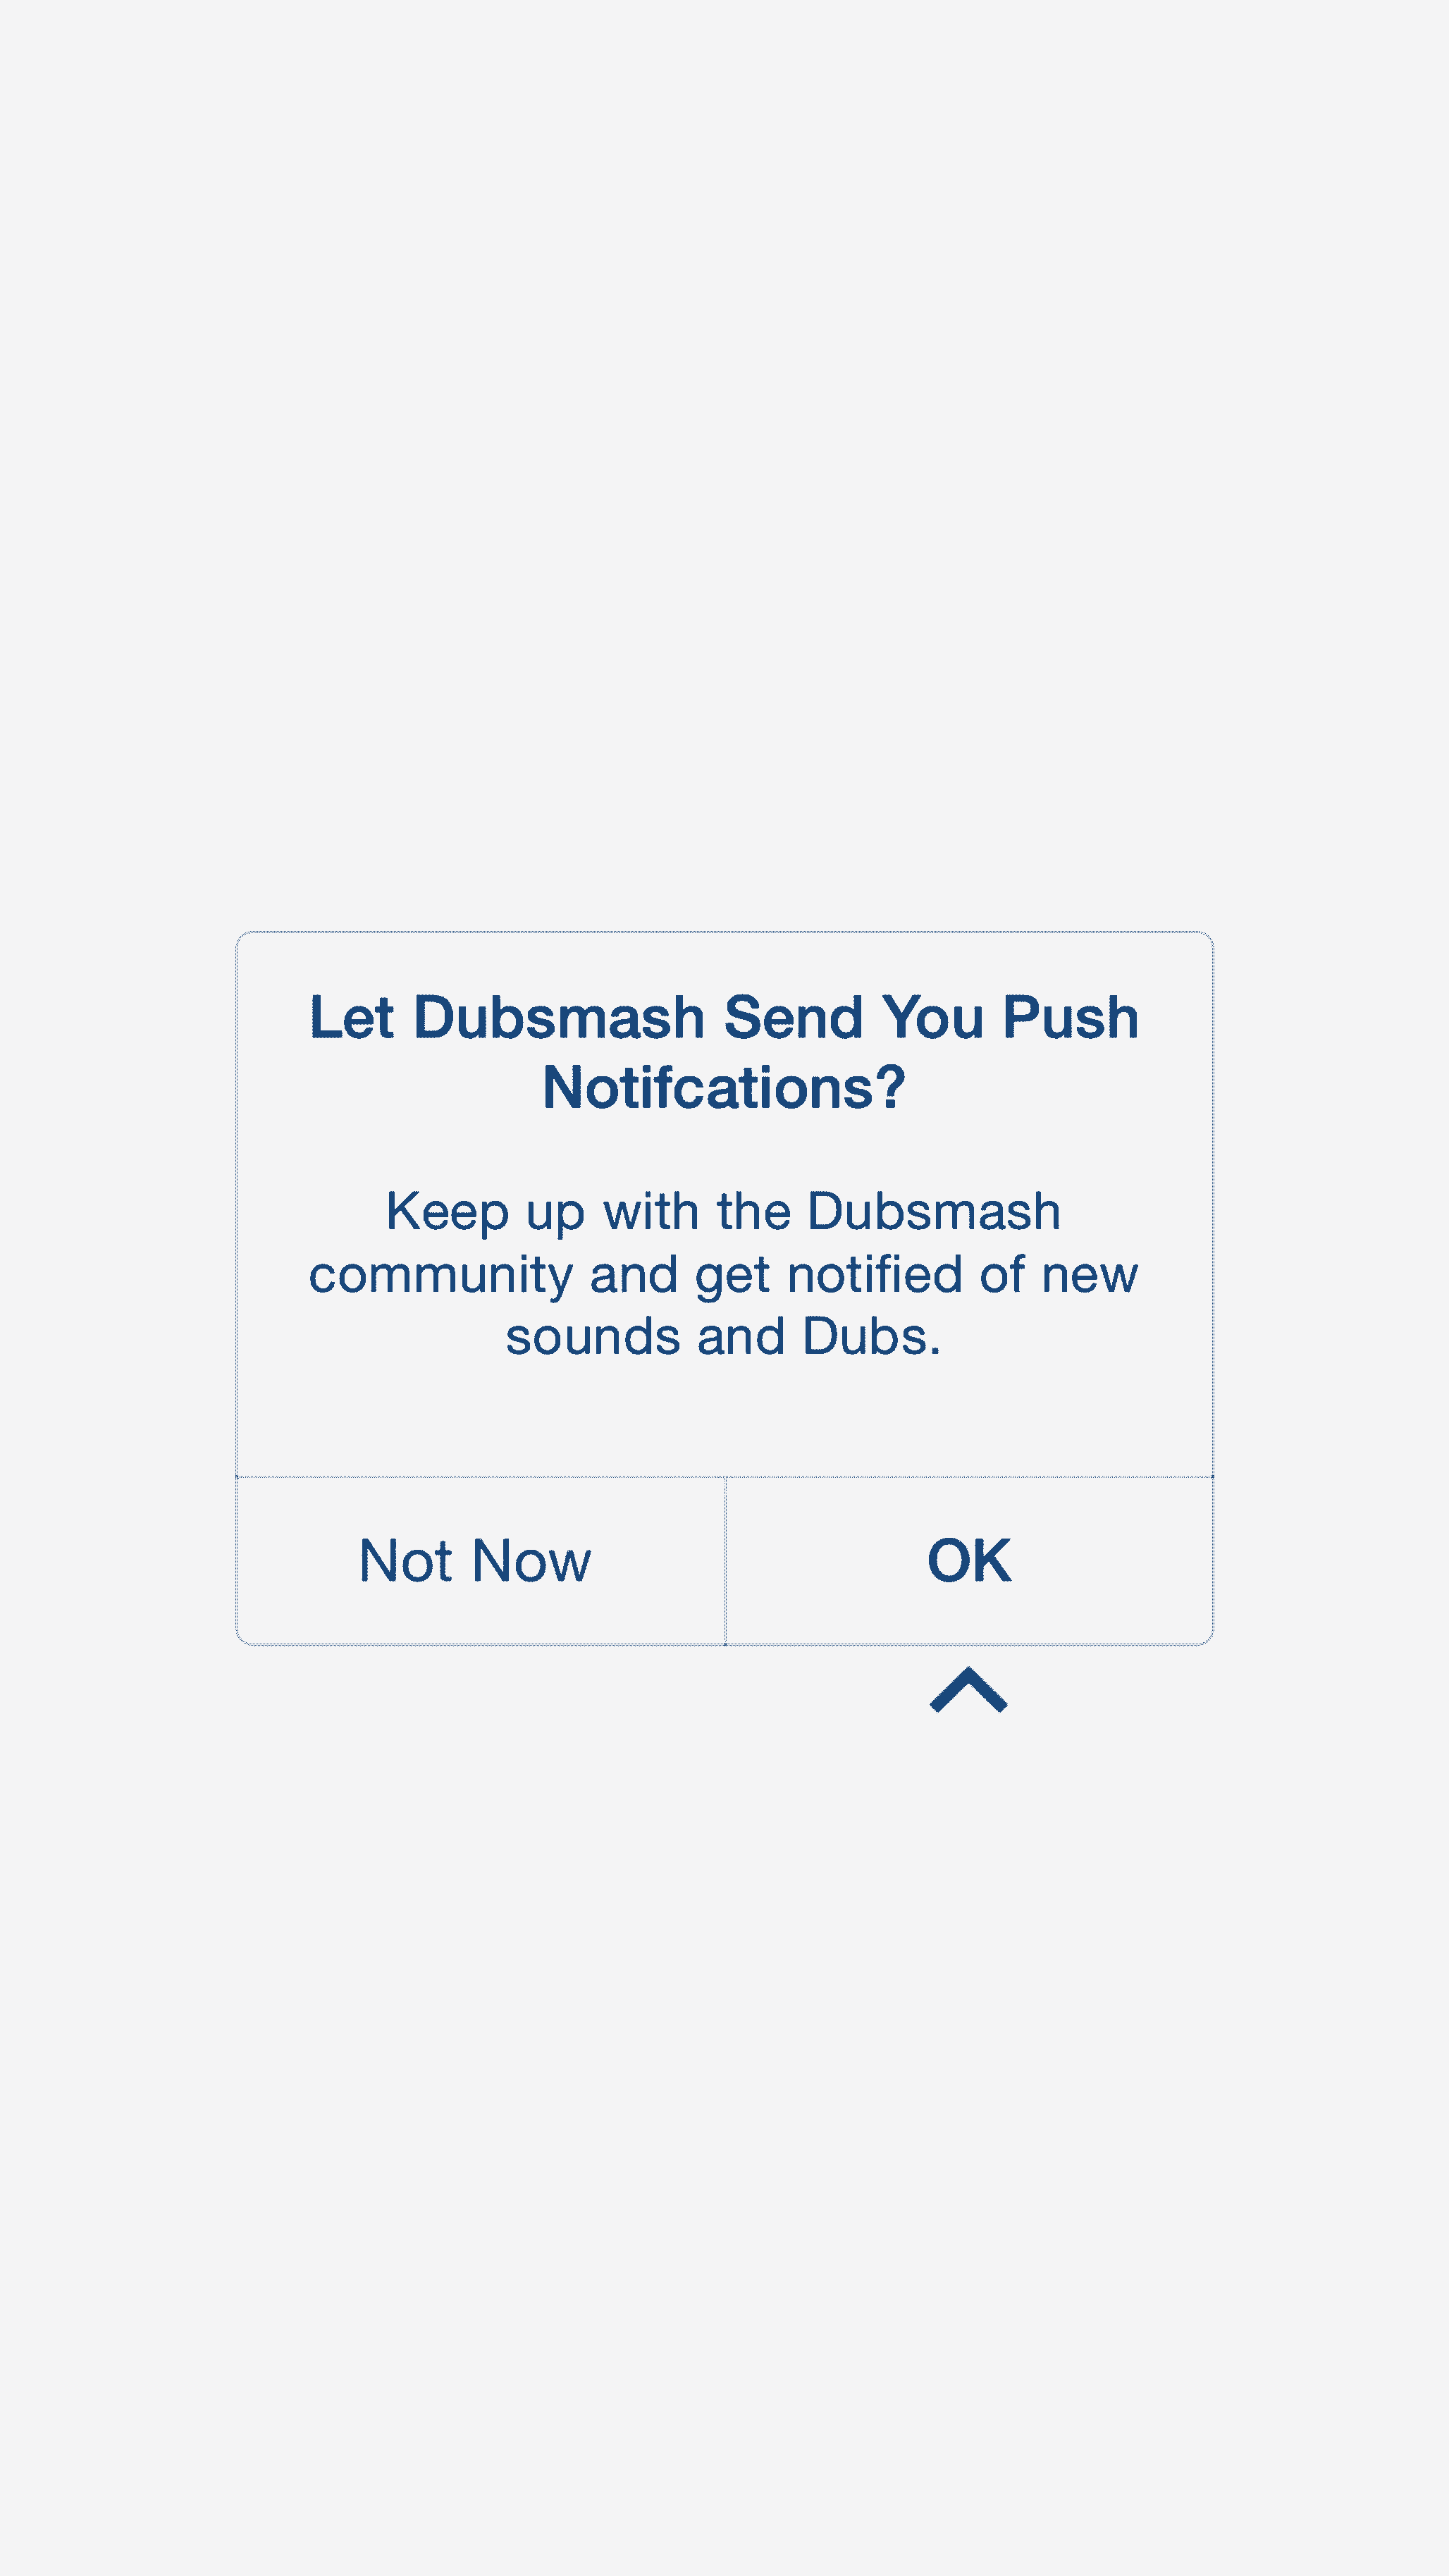 Let Dubsmash Send You Push
Notifcations?
Keep up with the Dubsmash
community and get notified of new
sounds and Dubs.
Not Now
OK